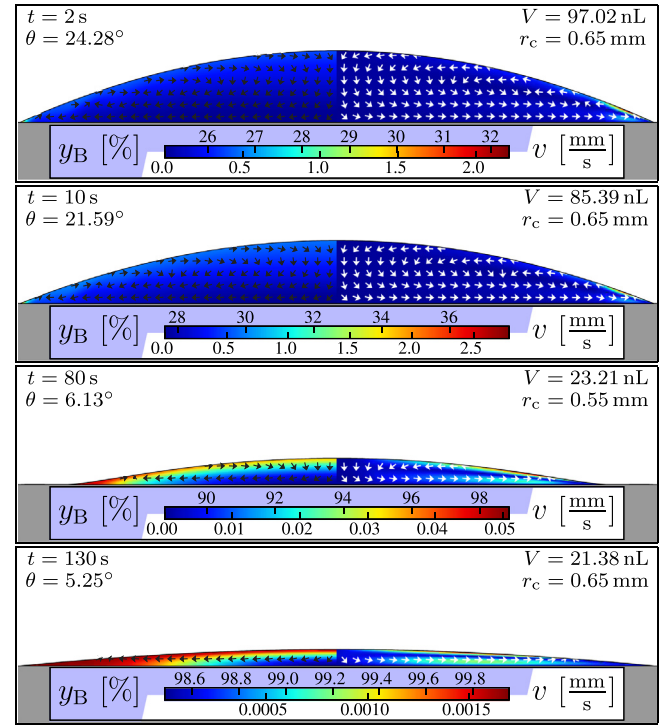 t = 2 s V = 97.02 nL
θ = 24.28° r_c = 0.65 mm
26 27 28 29 30 31 32
y_B [%] v [mm/s]
0.0 0.5 1.0 1.5 2.0
t = 10 s V = 85.39 nL
θ = 21.59° r_c = 0.65 mm
28 30 32 34 36
y_B [%] v [mm/s]
0.0 0.5 1.0 1.5 2.0 2.5
t = 80 s V = 23.21 nL
θ = 6.13° r_c = 0.55 mm
90 92 94 96 98
y_B [%] v [mm/s]
0.00 0.01 0.02 0.03 0.04 0.05
t = 130 s V = 21.38 nL
θ = 5.25° r_c = 0.65 mm
98.6 98.8 99.0 99.2 99.4 99.6 99.8
y_B [%] v [mm/s]
0.0005 0.0010 0.0015